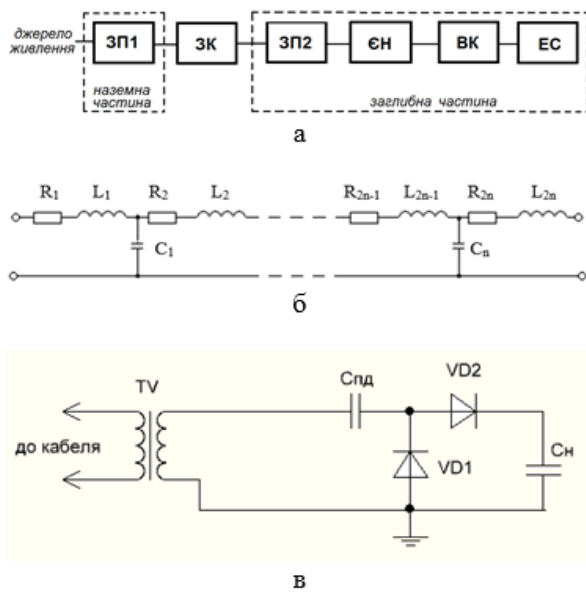 джерело живлення
ЗП1
ЗК
ЗП2
ЄН
ВК
ЕС
наземна частина
заглибна частина
а
R₁ L₁ R₂ L₂ R₂ₙ₋₁ L₂ₙ₋₁ R₂ₙ L₂ₙ
C₁ Cₙ
б
TV
Cпд
VD2
до кабеля
VD1
Cн
в